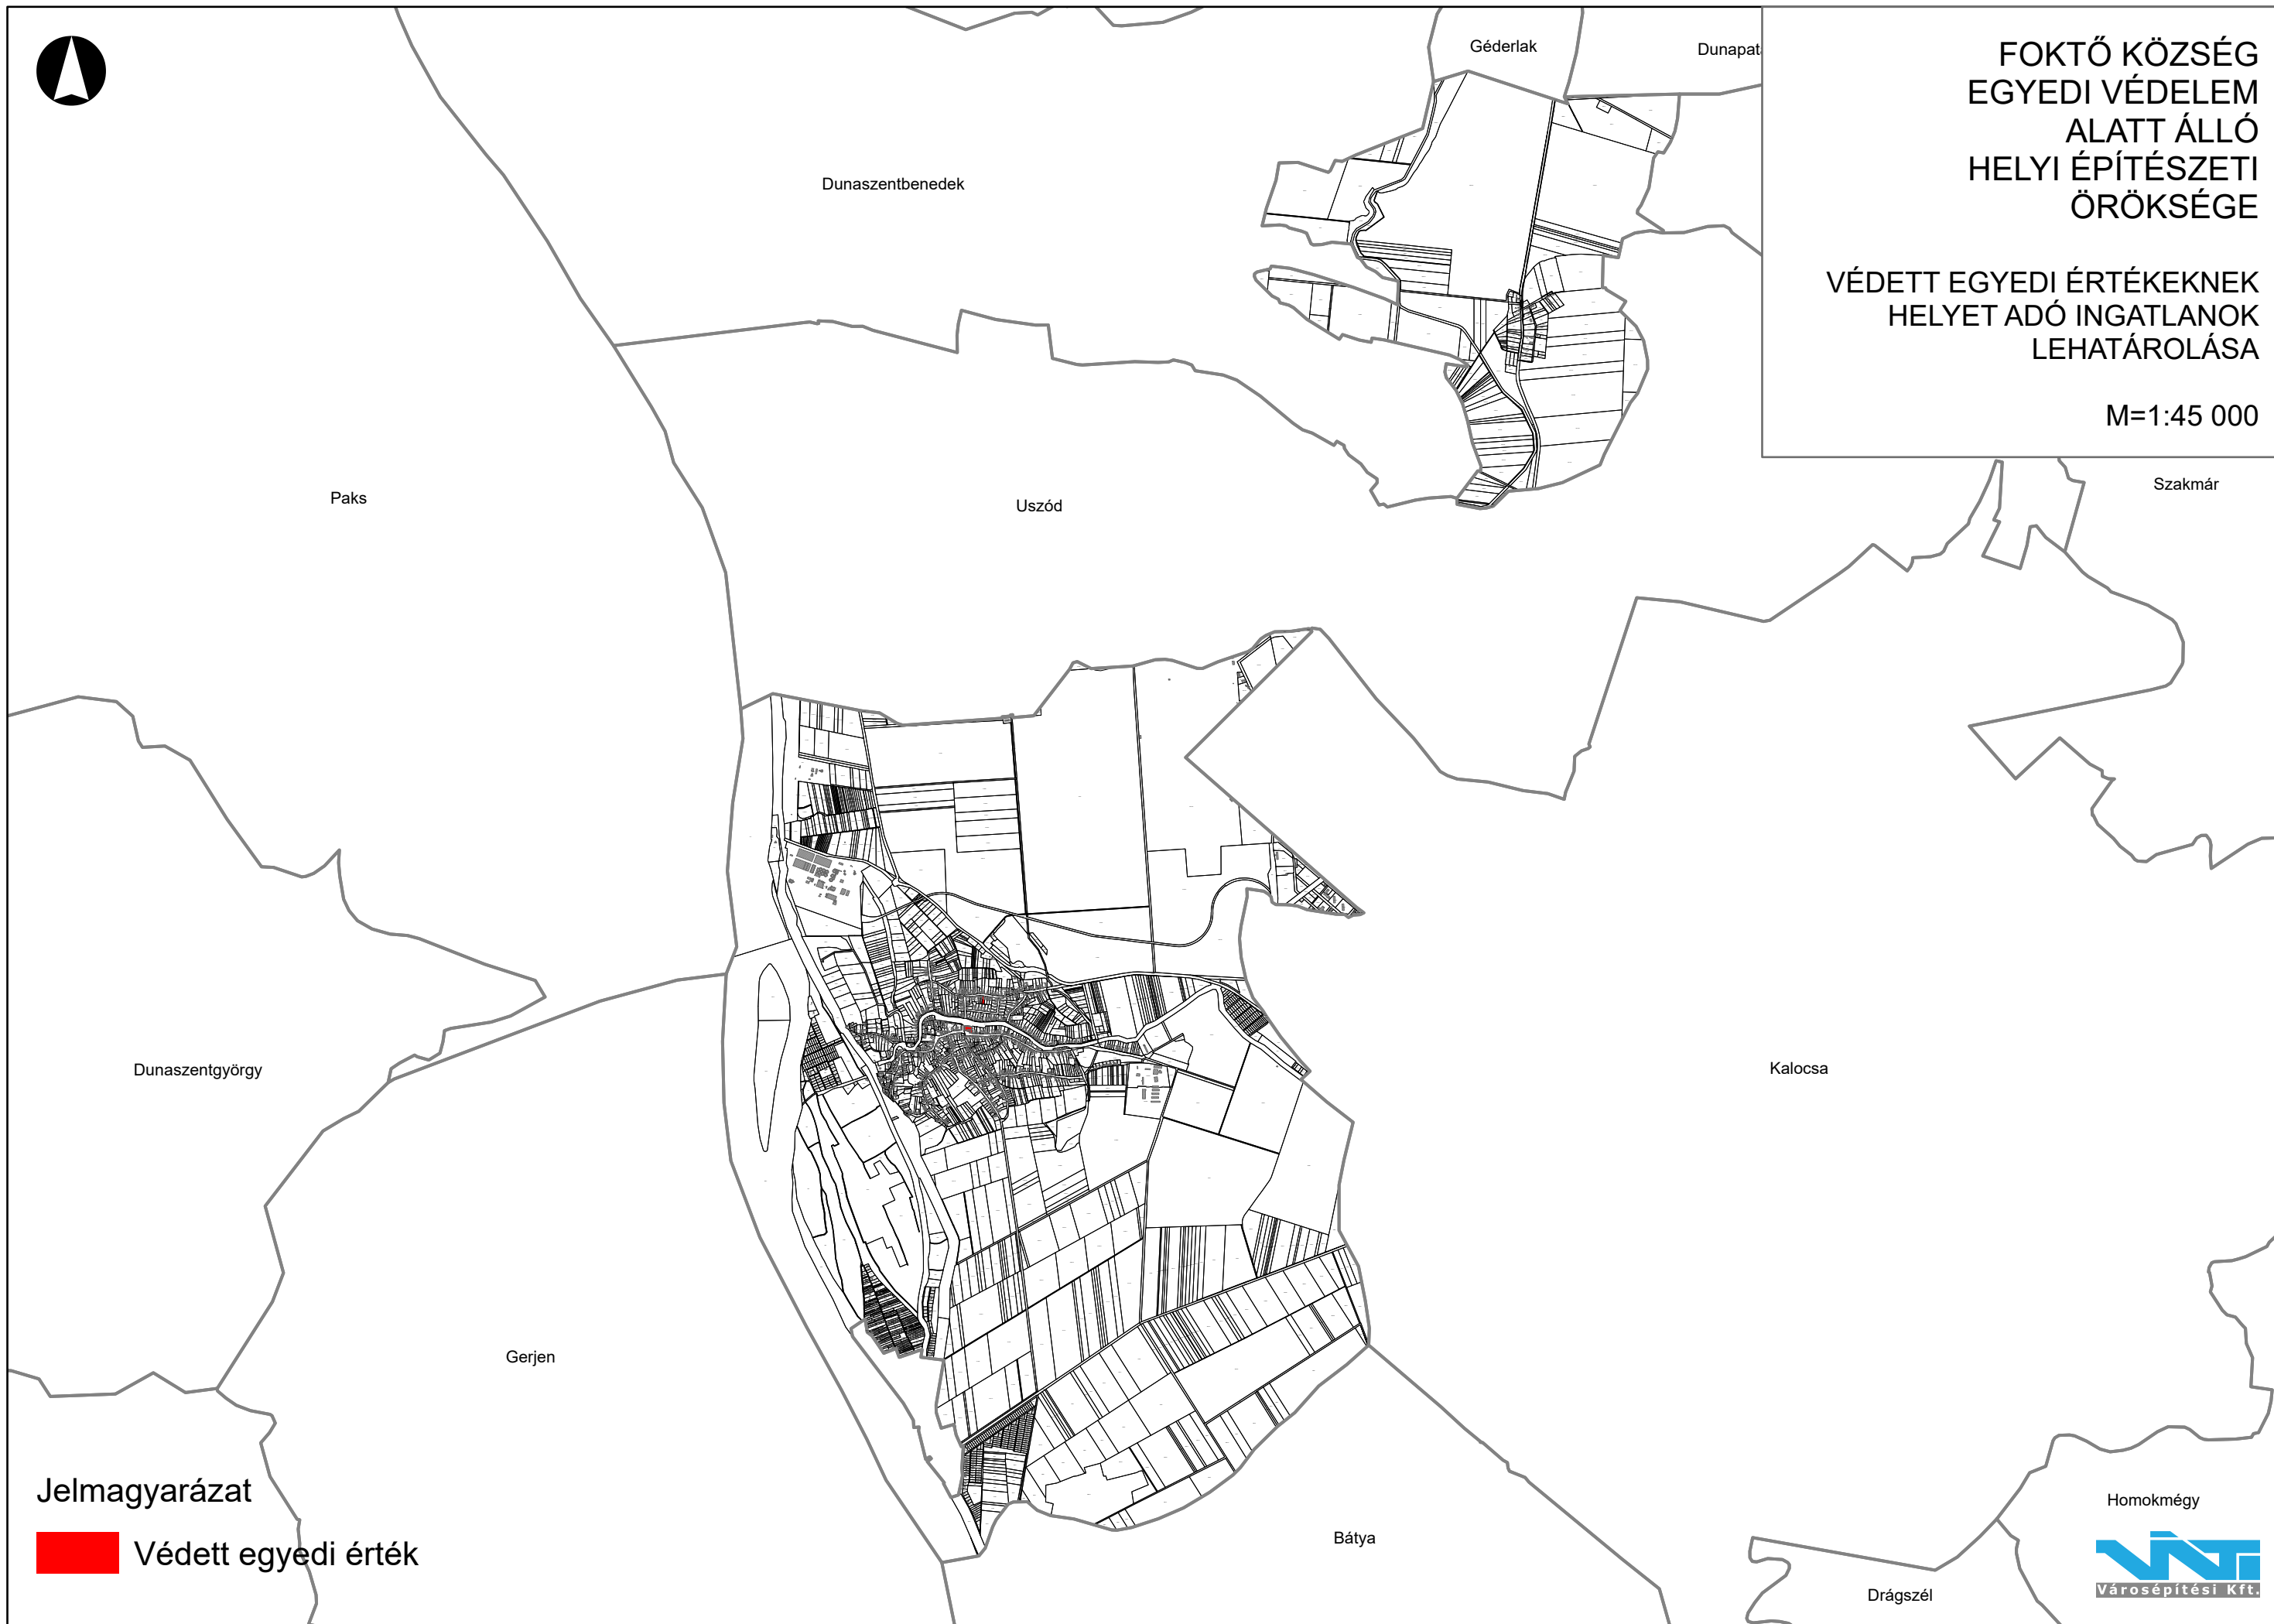 FOKTŐ KÖZSÉG
EGYEDI VÉDELEM
ALATT ÁLLÓ
HELYI ÉPÍTÉSZETI
ÖRÖKSÉGE
VÉDETT EGYEDI ÉRTÉKEKNEK
HELYET ADÓ INGATLANOK
LEHATÁROLÁSA
M=1:45 000
Géderlak
Dunapat
Dunaszentbenedek
Szakmár
Paks
Uszód
Dunaszentgyörgy
Kalocsa
Gerjen
Homokmégy
Bátya
Drágszél
Jelmagyarázat
Védett egyedi érték
VÁTI
Városépítési Kft.